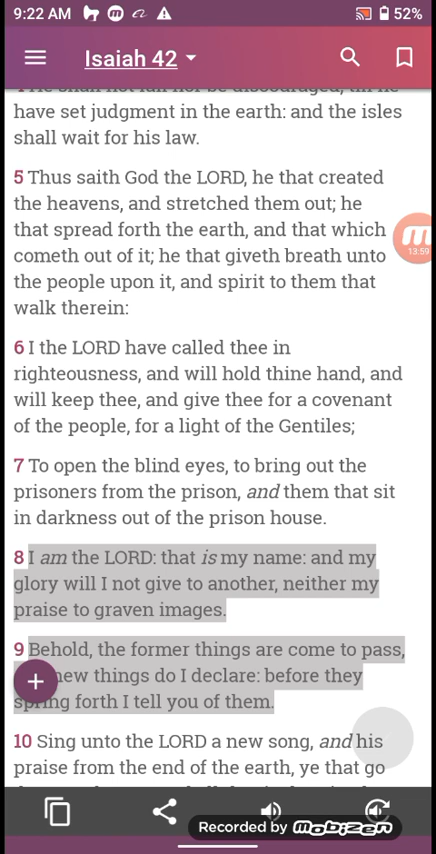 9:22 AM
52%
Isaiah 42
have set judgment in the earth: and the isles
shall wait for his law.
5 Thus saith God the LORD, he that created
the heavens, and stretched them out; he
that spread forth the earth, and that which
cometh out of it; he that giveth breath unto
the people upon it, and spirit to them that
walk therein:
13:59
6 I the LORD have called thee in
righteousness, and will hold thine hand, and
will keep thee, and give thee for a covenant
of the people, for a light of the Gentiles;
7 To open the blind eyes, to bring out the
prisoners from the prison, and them that sit
in darkness out of the prison house.
8 I am the LORD: that is my name: and my
glory will I not give to another, neither my
praise to graven images.
9 Behold, the former things are come to pass,
new things do I declare: before they
spring forth I tell you of them.
10 Sing unto the LORD a new song, and his
praise from the end of the earth, ye that go
Recorded by mobizen